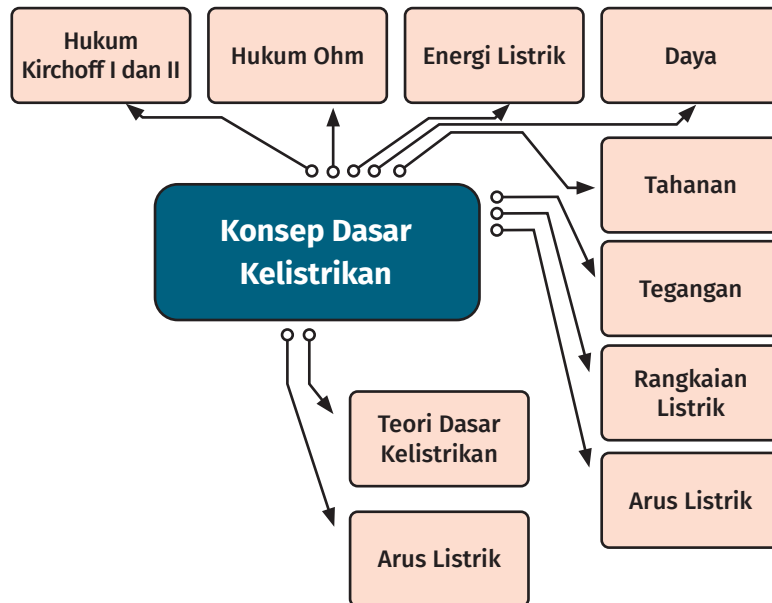 Hukum
Kirchoff I dan II
Hukum Ohm
Energi Listrik
Daya
Tahanan
Konsep Dasar
Kelistrikan
Tegangan
Rangkaian
Listrik
Teori Dasar
Kelistrikan
Arus Listrik
Arus Listrik